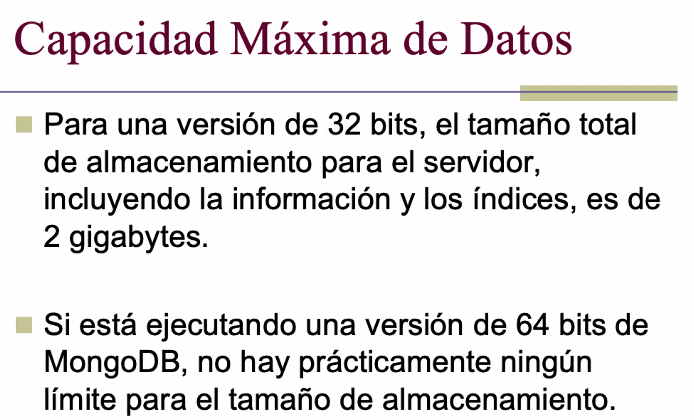 Capacidad Máxima de Datos
Para una versión de 32 bits, el tamaño total
de almacenamiento para el servidor,
incluyendo la información y los índices, es de
2 gigabytes.
Si está ejecutando una versión de 64 bits de
MongoDB, no hay prácticamente ningún
límite para el tamaño de almacenamiento.